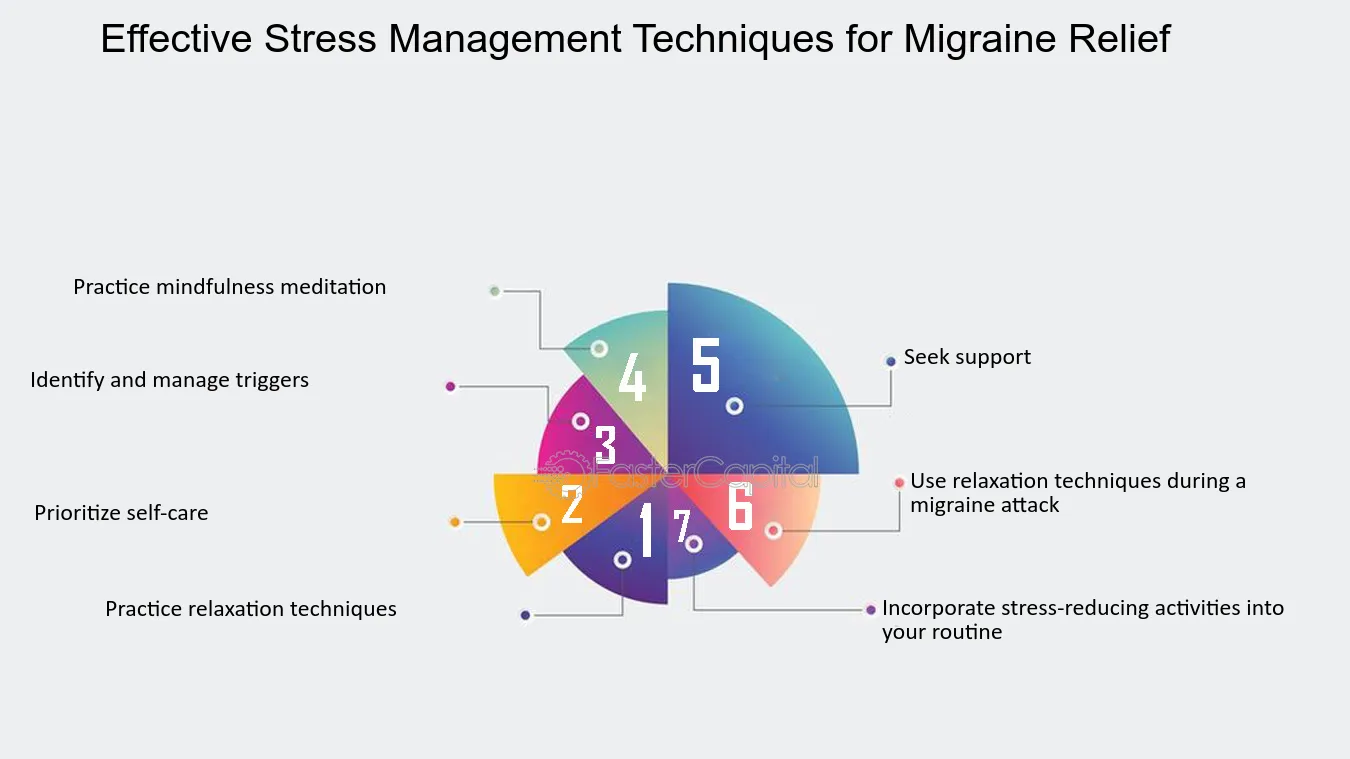 Effective Stress Management Techniques for Migraine Relief
Practice mindfulness meditation
Identify and manage triggers
Prioritize self-care
Practice relaxation techniques
4
5
3
2
1
7
6
FasterCapital
Seek support
Use relaxation techniques during a
migraine attack
Incorporate stress-reducing activities into
your routine